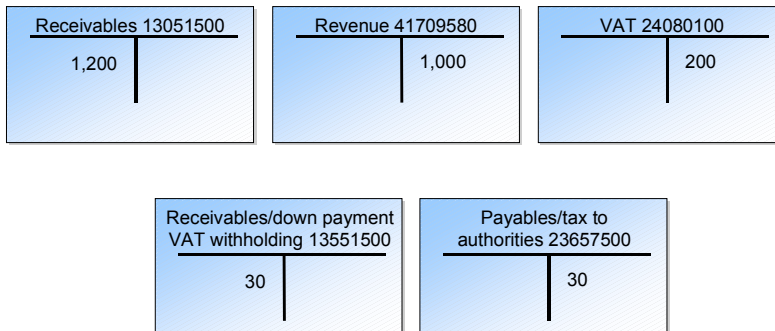 Receivables 13051500
1,200
Revenue 41709580
1,000
VAT 24080100
200
Receivables/down payment
VAT withholding 13551500
30
Payables/tax to
authorities 23657500
30